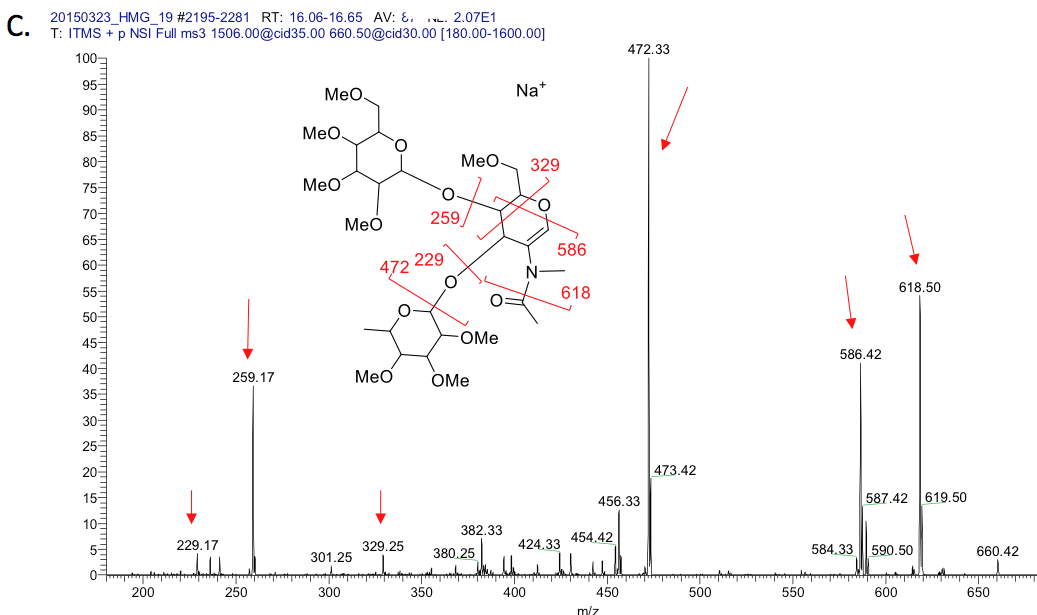 C.
20150323_HMG_19 #2195-2281 RT: 16.06-16.65 AV: 2.07E1
T: ITMS + p NSI Full ms3 1506.00@cid35.00 660.50@cid30.00 [180.00-1600.00]
472.33
100
95
90
85
80
75
70
65
60
55
50
45
40
35
30
25
20
15
10
5
0
Na+
MeO
MeO
O
MeO
MeO
MeO
O
329
O
259
586
472
229
N
O
618
O
O
OMe
MeO
OMe
618.50
586.42
259.17
473.42
456.33
587.42
619.50
382.33
454.42
424.33
229.17
329.25
380.25
584.33
590.50
660.42
301.25
200
250
300
350
400
450
500
550
600
650
m/z